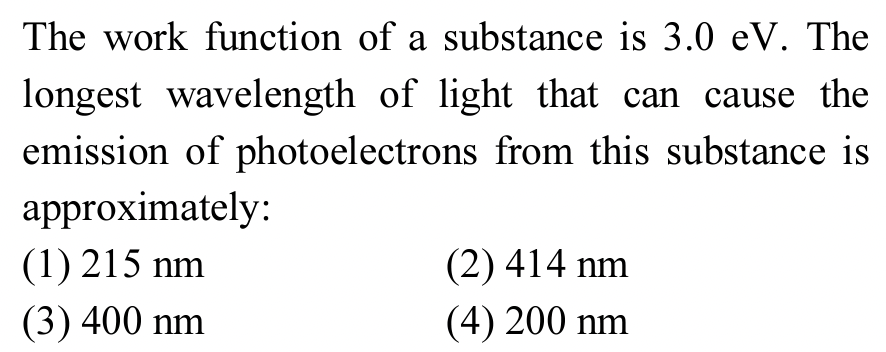 The work function of a substance is 3.0 eV. The
longest wavelength of light that can cause the
emission of photoelectrons from this substance is
approximately:
(1) 215 nm (2) 414 nm
(3) 400 nm (4) 200 nm